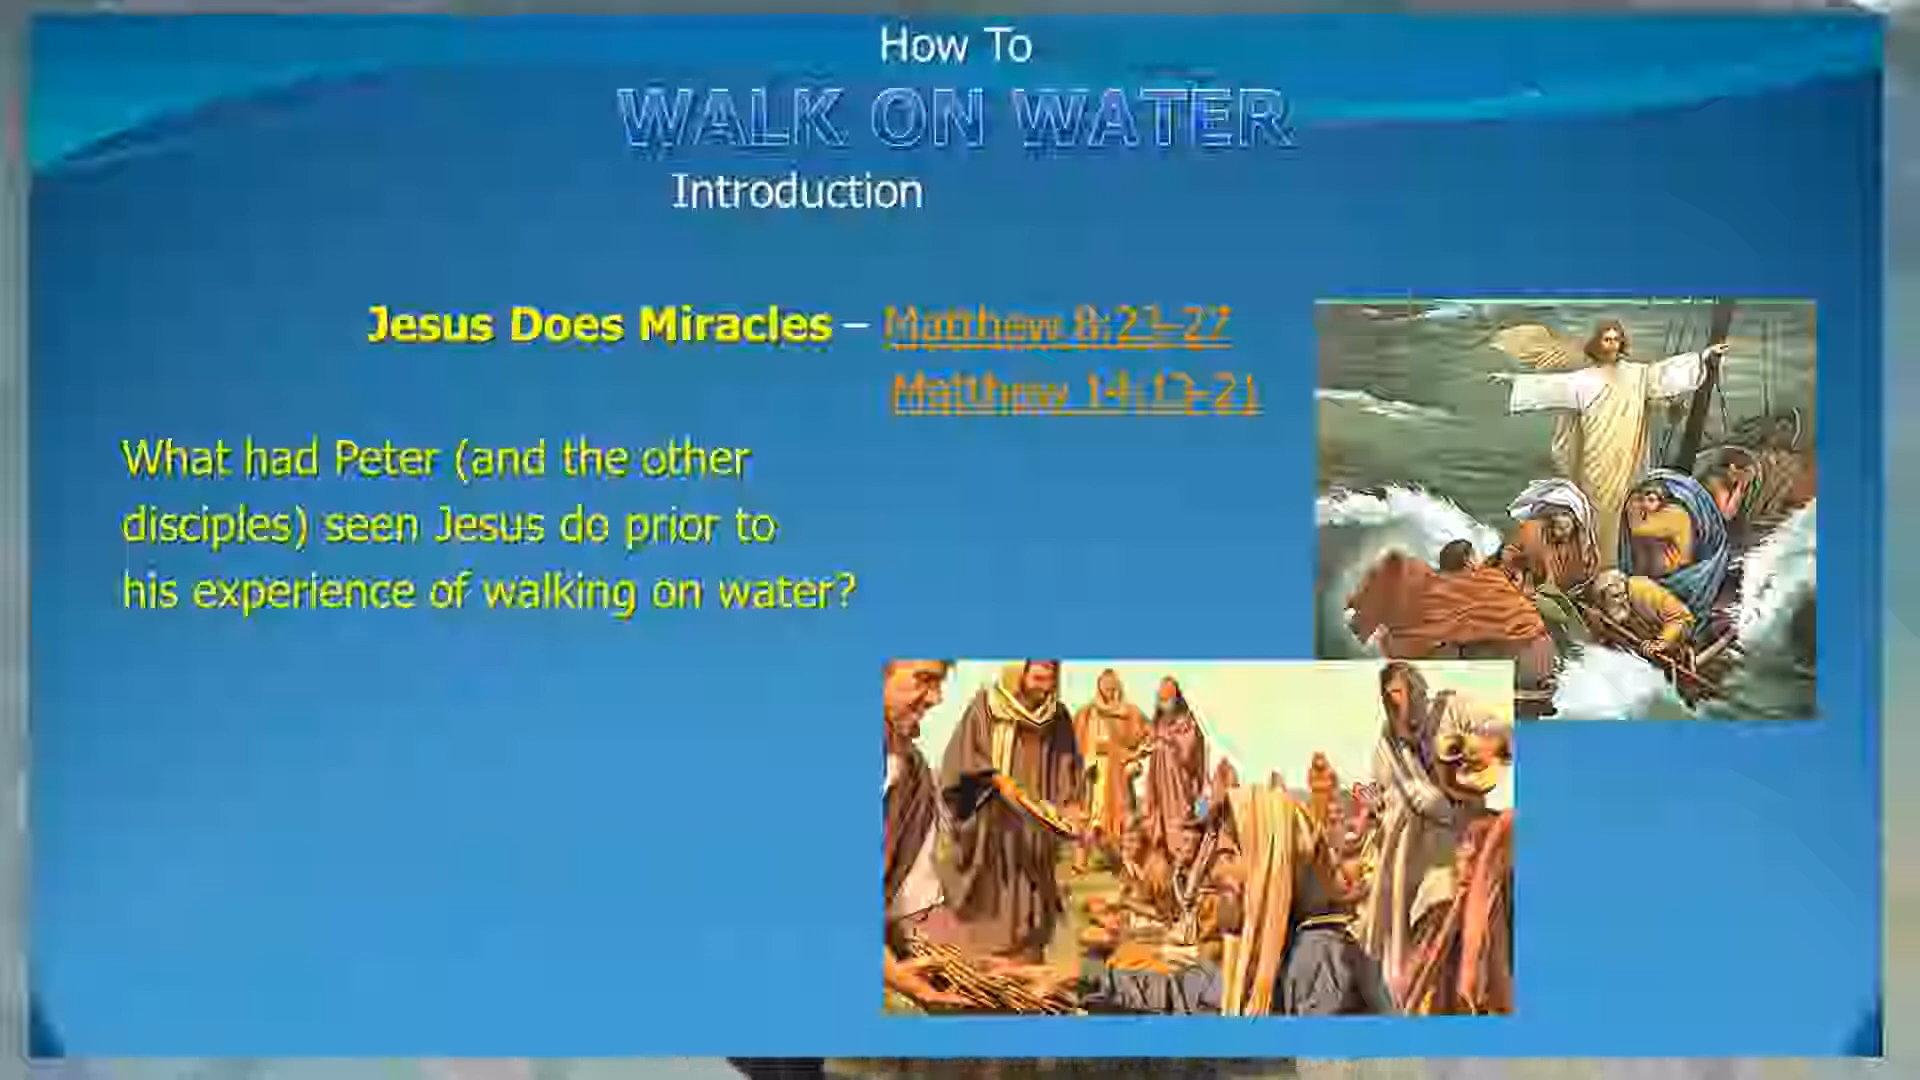 How To
WALK ON WATER
Introduction
Jesus Does Miracles – Matthew 8:23-27
Matthew 14:13-21
What had Peter (and the other
disciples) seen Jesus do prior to
his experience of walking on water?